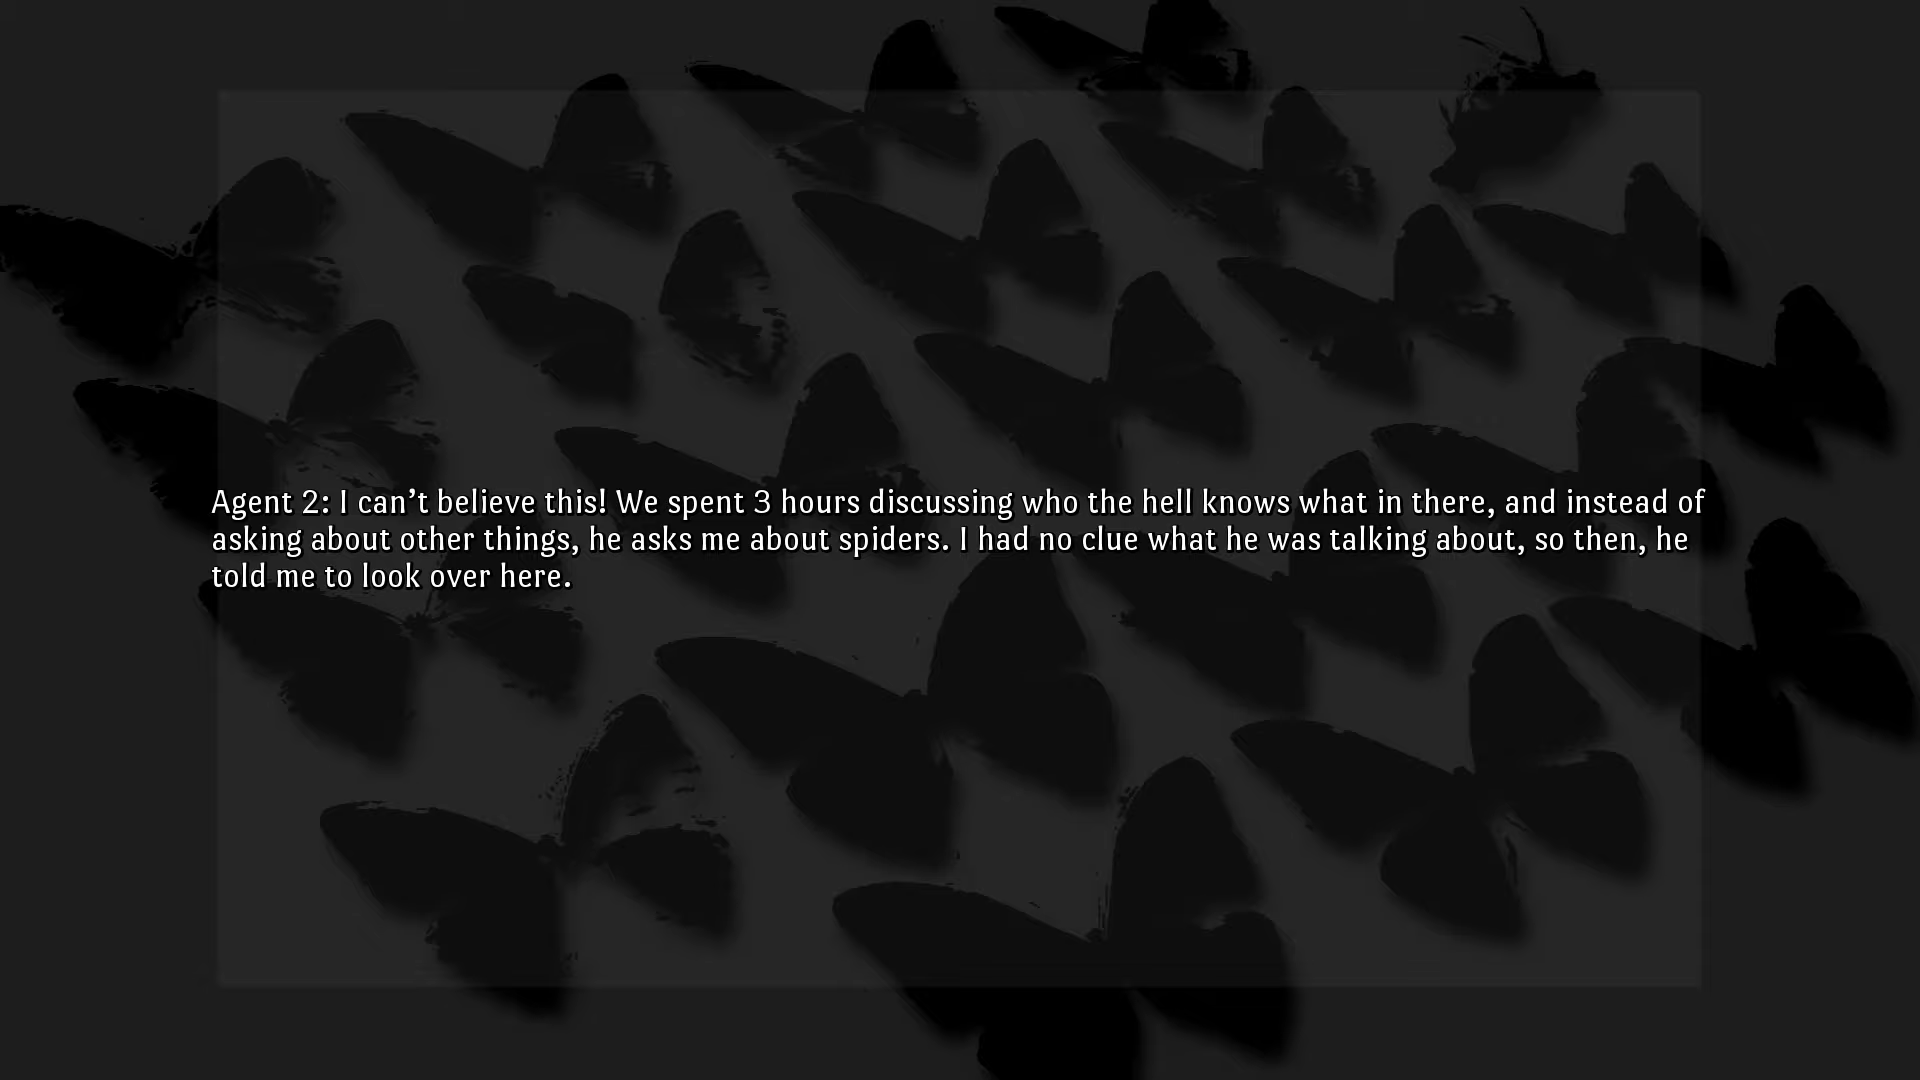 Agent 2: I can’t believe this! We spent 3 hours discussing who the hell knows what in there, and instead of
asking about other things, he asks me about spiders. I had no clue what he was talking about, so then, he
told me to look over here.